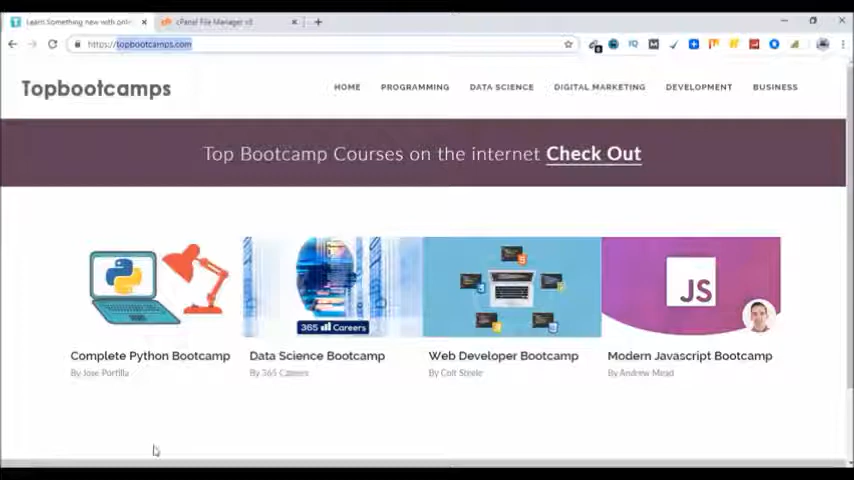 Learn Something new with onli
cPanel File Manager v3
https://topbootcamps.com
Topbootcamps
HOME PROGRAMMING DATA SCIENCE DIGITAL MARKETING DEVELOPMENT BUSINESS
Top Bootcamp Courses on the internet Check Out
365 Careers
JS
Complete Python Bootcamp
By Jose Portilla
Data Science Bootcamp
By 365 Careers
Web Developer Bootcamp
By Colt Steele
Modern Javascript Bootcamp
By Andrew Mead